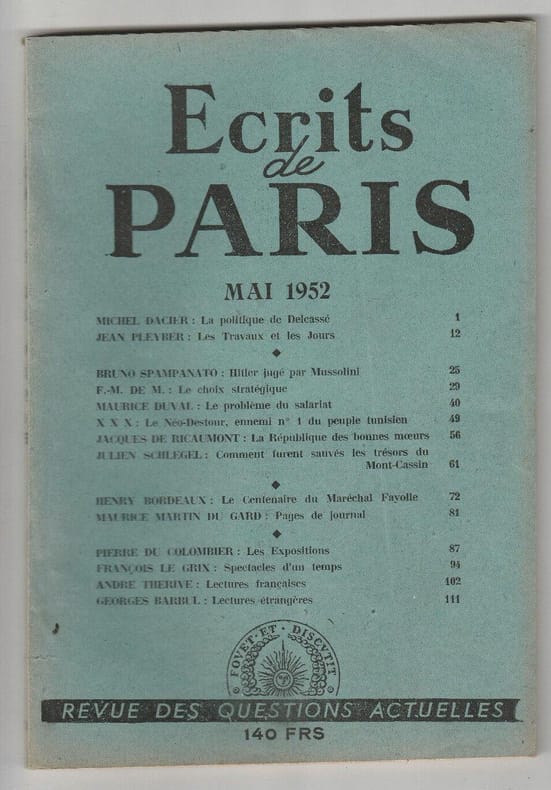 Ecrits
de
PARIS
MAI 1952
MICHEL DACIER : La politique de Delcassé 1
JEAN PLEYBER : Les Travaux et les Jours 12
BRUNO SPAMPANATO : Hitler jugé par Mussolini 25
F.-M. DE M. : Le choix stratégique 29
MAURICE DUVAL : Le problème du salariat 40
X X X : Le Néo-Destour, ennemi n° 1 du peuple tunisien 49
JACQUES DE RICAUMONT : La République des bonnes mœurs 56
JULIEN SCHLEGEL : Comment furent sauvés les trésors du
Mont-Cassin 61
HENRY BORDEAUX : Le Centenaire du Maréchal Fayolle 72
MAURICE MARTIN DU GARD : Pages de journal 81
PIERRE DU COLOMBIER : Les Expositions 87
FRANÇOIS LE GRIX : Spectacles d'un temps 94
ANDRE THERIVE : Lectures françaises 102
GEORGES BARBUL : Lectures étrangères 111
FOVET·ET·DISCVTIT
REVUE DES QUESTIONS ACTUELLES
140 FRS